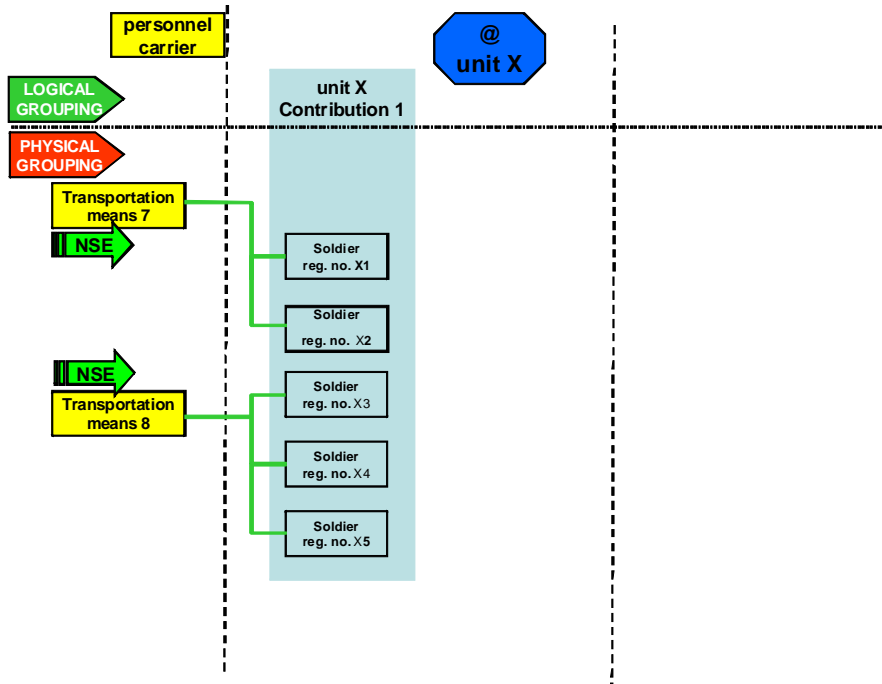 personnel
carrier
@
unit X
unit X
Contribution 1
LOGICAL
GROUPING
PHYSICAL
GROUPING
Transportation
means 7
NSE
Soldier
reg. no. X1
Soldier
reg. no. X2
NSE
Transportation
means 8
Soldier
reg. no. X3
Soldier
reg. no. X4
Soldier
reg. no. X5